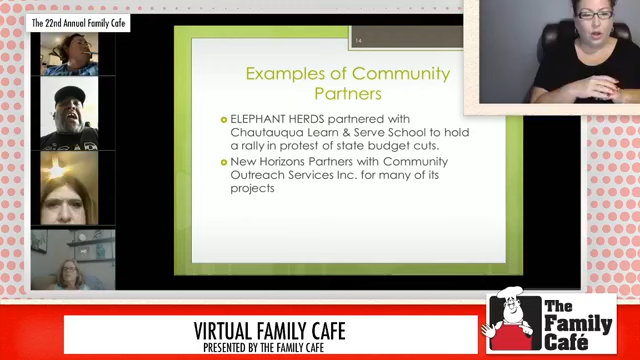 The 22nd Annual Family Cafe
14
Examples of Community
Partners
ELEPHANT HERDS partnered with
Chautauqua Learn & Serve School to hold
a rally in protest of state budget cuts.
New Horizons Partners with Community
Outreach Services Inc. for many of its
projects
VIRTUAL FAMILY CAFE
PRESENTED BY THE FAMILY CAFE
The
Family
Café